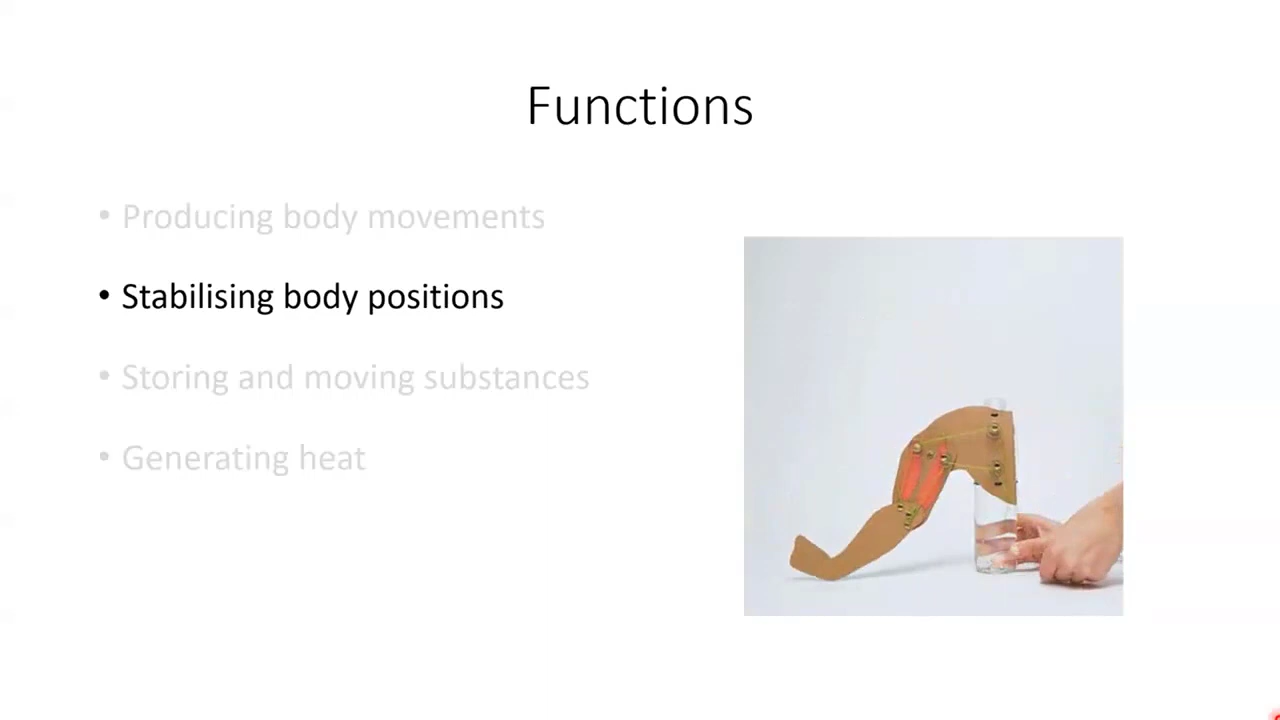 Functions
• Producing body movements
• Stabilising body positions
• Storing and moving substances
• Generating heat